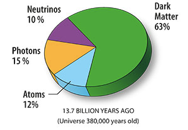 Neutrinos
10 %
Dark
Matter
63%
Photons
15 %
Atoms
12%
13.7 BILLION YEARS AGO
(Universe 380,000 years old)